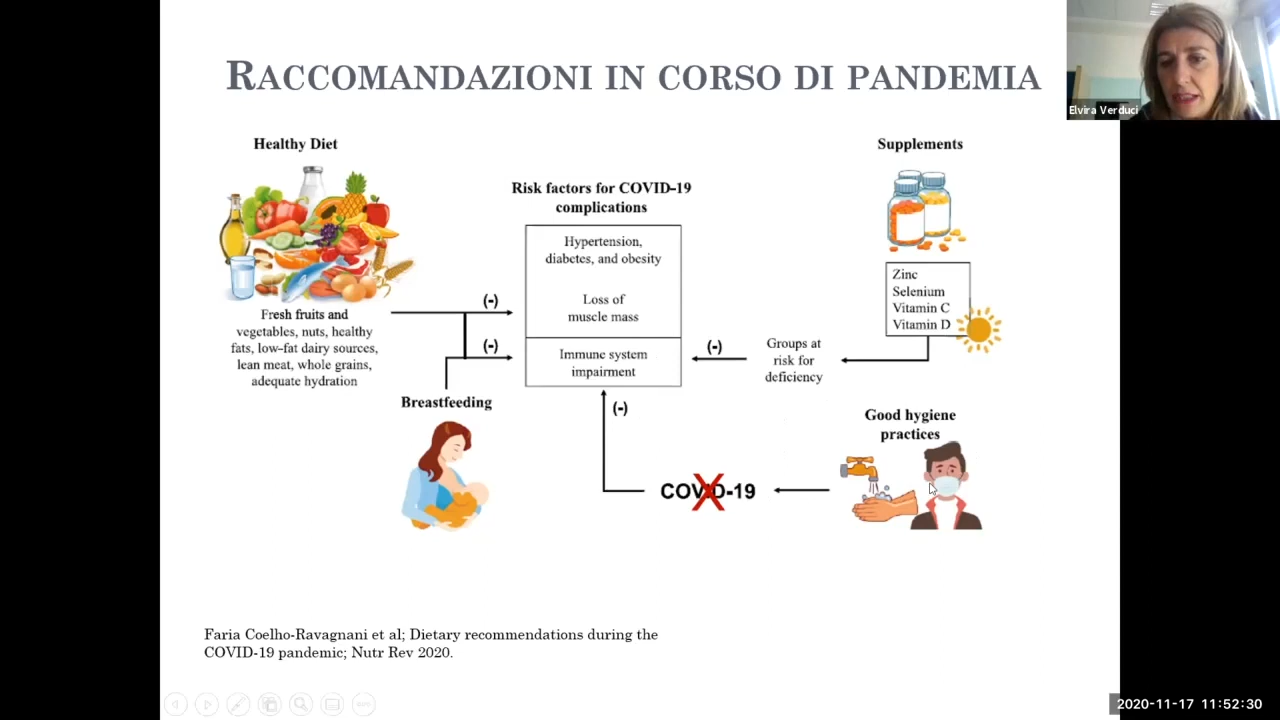 RACCOMANDAZIONI IN CORSO DI PANDEMIA
Elvira Verduci
Healthy Diet
Fresh fruits and
vegetables, nuts, healthy
fats, low-fat dairy sources,
lean meat, whole grains,
adequate hydration
(-)
(-)
Breastfeeding
Risk factors for COVID-19
complications
Hypertension,
diabetes, and obesity
Loss of
muscle mass
Immune system
impairment
(-)
(-)
Supplements
Zinc
Selenium
Vitamin C
Vitamin D
Groups at
risk for
deficiency
Good hygiene
practices
COVID-19
Faria Coelho-Ravagnani et al; Dietary recommendations during the
COVID-19 pandemic; Nutr Rev 2020.
2020-11-17 11:52:30